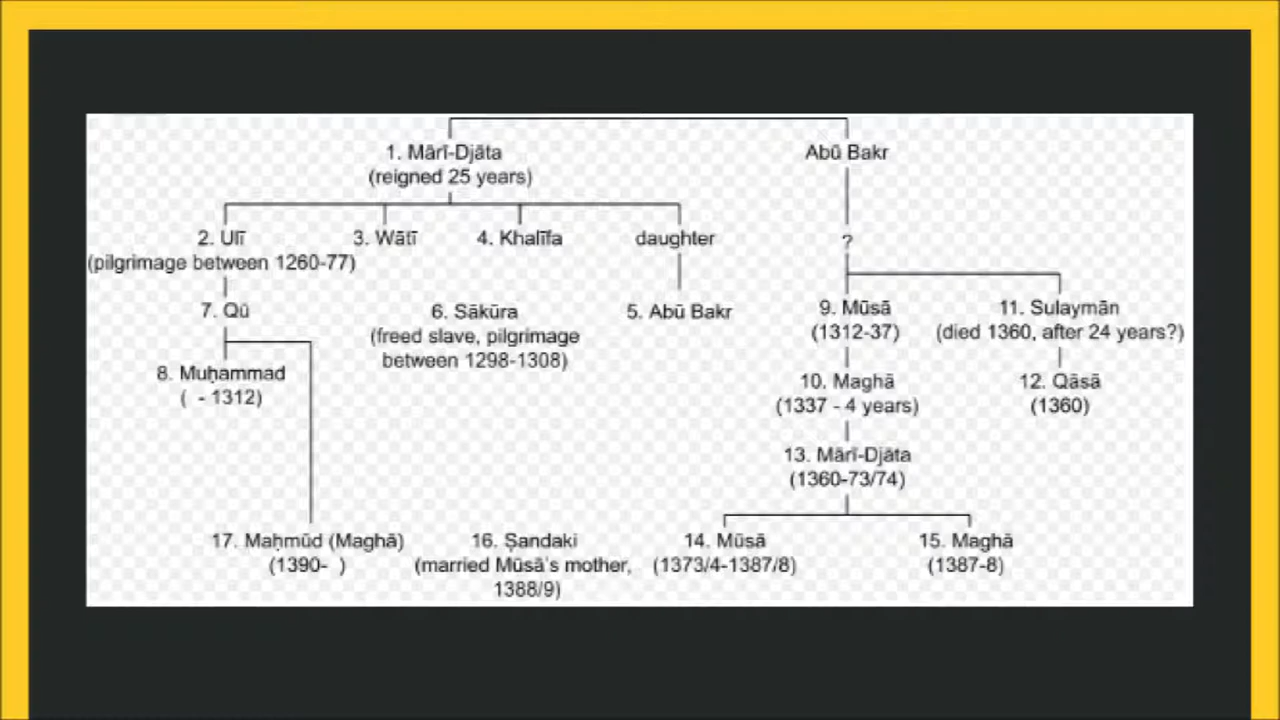 1. Mārī-Djāta
(reigned 25 years)
Abū Bakr
2. Ulī
(pilgrimage between 1260-77)
3. Wātī
4. Khalīfa
daughter
?
7. Qū
6. Sākūra
(freed slave, pilgrimage
between 1298-1308)
5. Abū Bakr
9. Mūsā
(1312-37)
11. Sulaymān
(died 1360, after 24 years?)
8. Muḥammad
( - 1312)
10. Maghā
(1337 - 4 years)
12. Qāsā
(1360)
13. Mārī-Djāta
(1360-73/74)
17. Maḥmūd (Maghā)
(1390- )
16. Ṣandaki
(married Mūsā's mother,
1388/9)
14. Mūsā
(1373/4-1387/8)
15. Maghā
(1387-8)